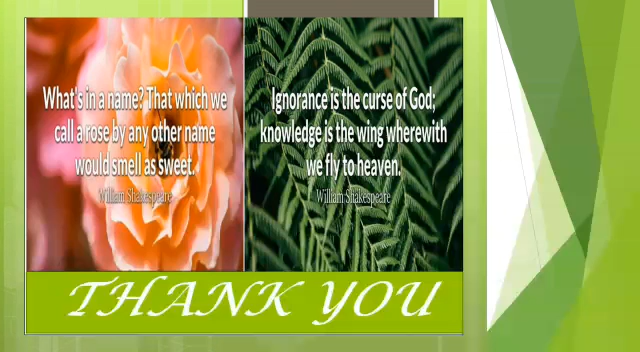 What's in a name? That which we
call a rose by any other name
would smell as sweet.
William Shakespeare
Ignorance is the curse of God;
knowledge is the wing wherewith
we fly to heaven.
William Shakespeare
THANK YOU